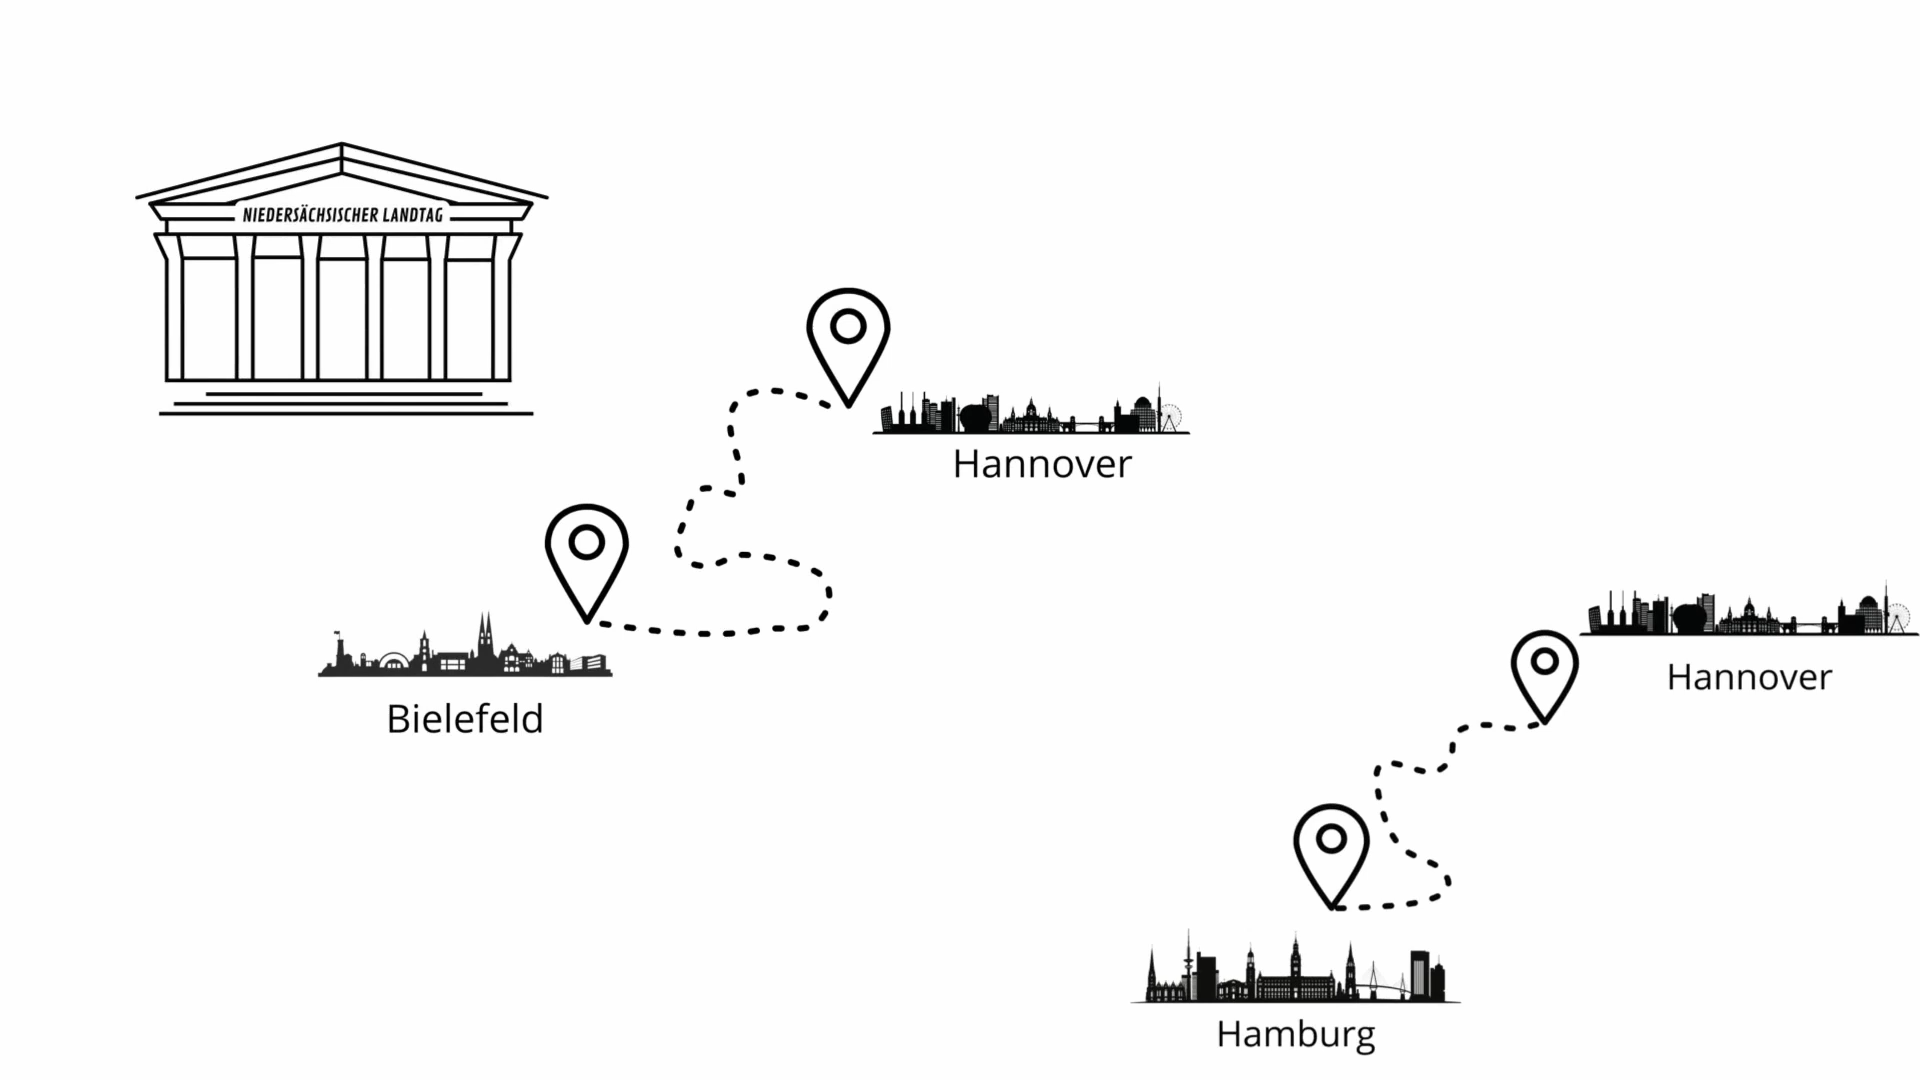 NIEDERSÄCHSISCHER LANDTAG
Hannover
Bielefeld
Hannover
Hamburg